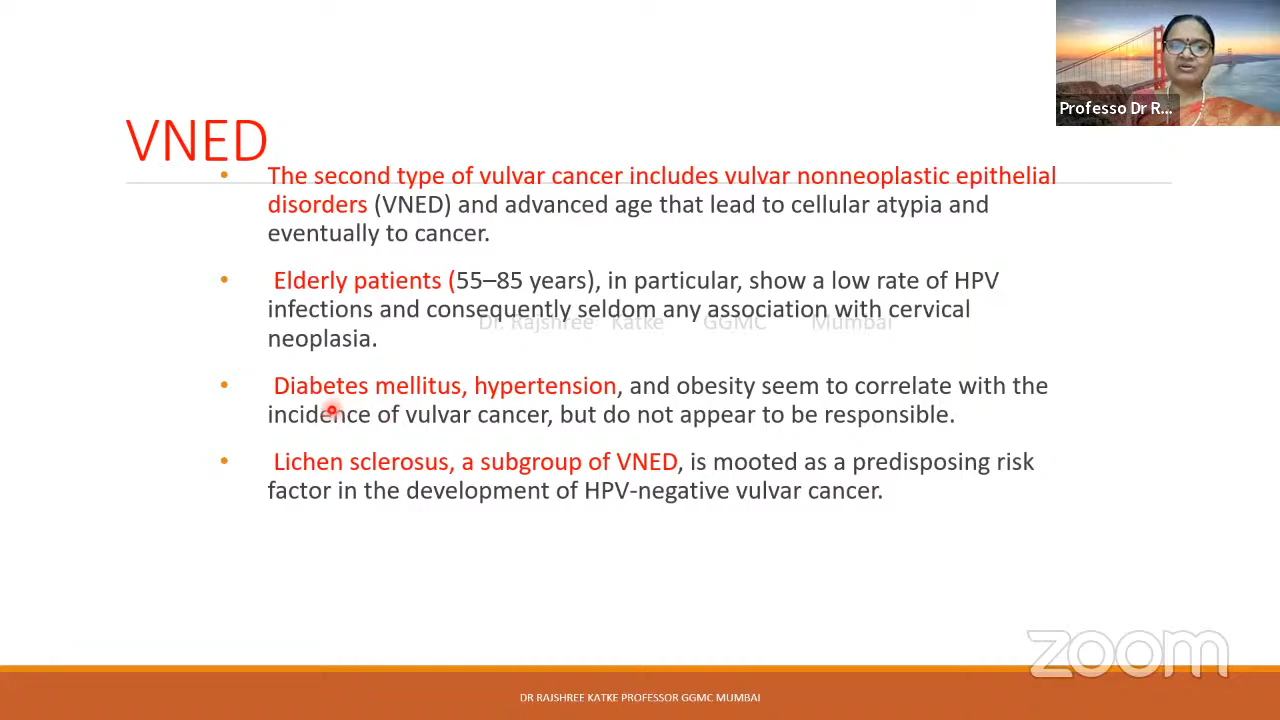 Professo Dr R...
VNED
• The second type of vulvar cancer includes vulvar nonneoplastic epithelial
disorders (VNED) and advanced age that lead to cellular atypia and
eventually to cancer.
• Elderly patients (55–85 years), in particular, show a low rate of HPV
infections and consequently seldom any association with cervical
Dr. Rajshree Katke GGMC Mumbai
neoplasia.
• Diabetes mellitus, hypertension, and obesity seem to correlate with the
incidence of vulvar cancer, but do not appear to be responsible.
• Lichen sclerosus, a subgroup of VNED, is mooted as a predisposing risk
factor in the development of HPV-negative vulvar cancer.
zoom
DR RAJSHREE KATKE PROFESSOR GGMC MUMBAI